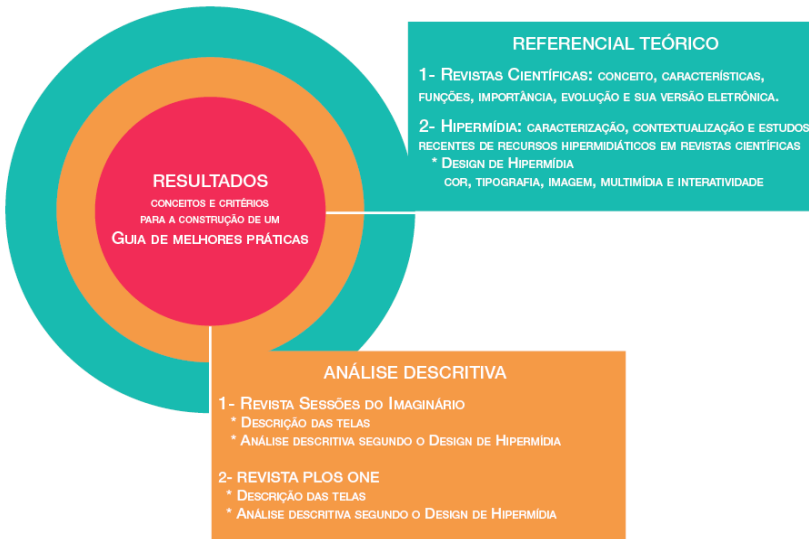 RESULTADOS
CONCEITOS E CRITÉRIOS
PARA A CONSTRUÇÃO DE UM
GUIA DE MELHORES PRÁTICAS
REFERENCIAL TEÓRICO
1- REVISTAS CIENTÍFICAS: CONCEITO, CARACTERÍSTICAS,
FUNÇÕES, IMPORTÂNCIA, EVOLUÇÃO E SUA VERSÃO ELETRÔNICA.
2- HIPERMÍDIA: CARACTERIZAÇÃO, CONTEXTUALIZAÇÃO E ESTUDOS
RECENTES DE RECURSOS HIPERMIDIÁTICOS EM REVISTAS CIENTÍFICAS
* DESIGN DE HIPERMÍDIA
COR, TIPOGRAFIA, IMAGEM, MULTIMÍDIA E INTERATIVIDADE
ANÁLISE DESCRITIVA
1- REVISTA SESSÕES DO IMAGINÁRIO
* DESCRIÇÃO DAS TELAS
* ANÁLISE DESCRITIVA SEGUNDO O DESIGN DE HIPERMÍDIA
2- REVISTA PLOS ONE
* DESCRIÇÃO DAS TELAS
* ANÁLISE DESCRITIVA SEGUNDO O DESIGN DE HIPERMÍDIA